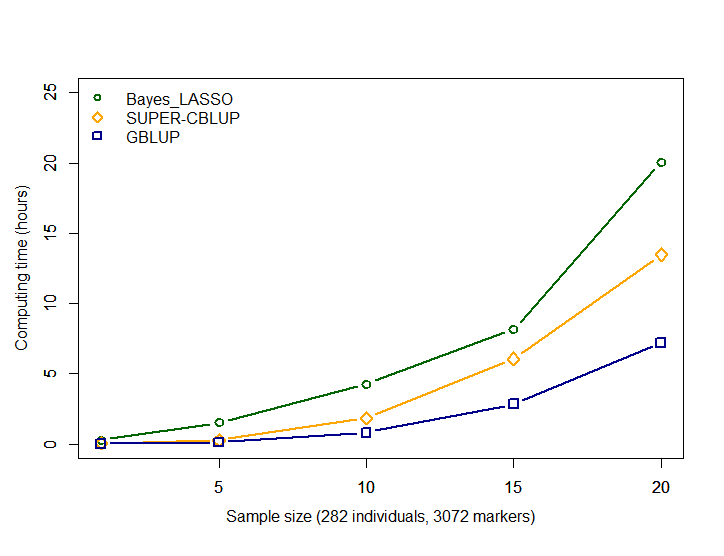 Bayes_LASSO
SUPER-CBLUP
GBLUP
25
20
15
10
5
0
Computing time (hours)
5 10 15 20
Sample size (282 individuals, 3072 markers)